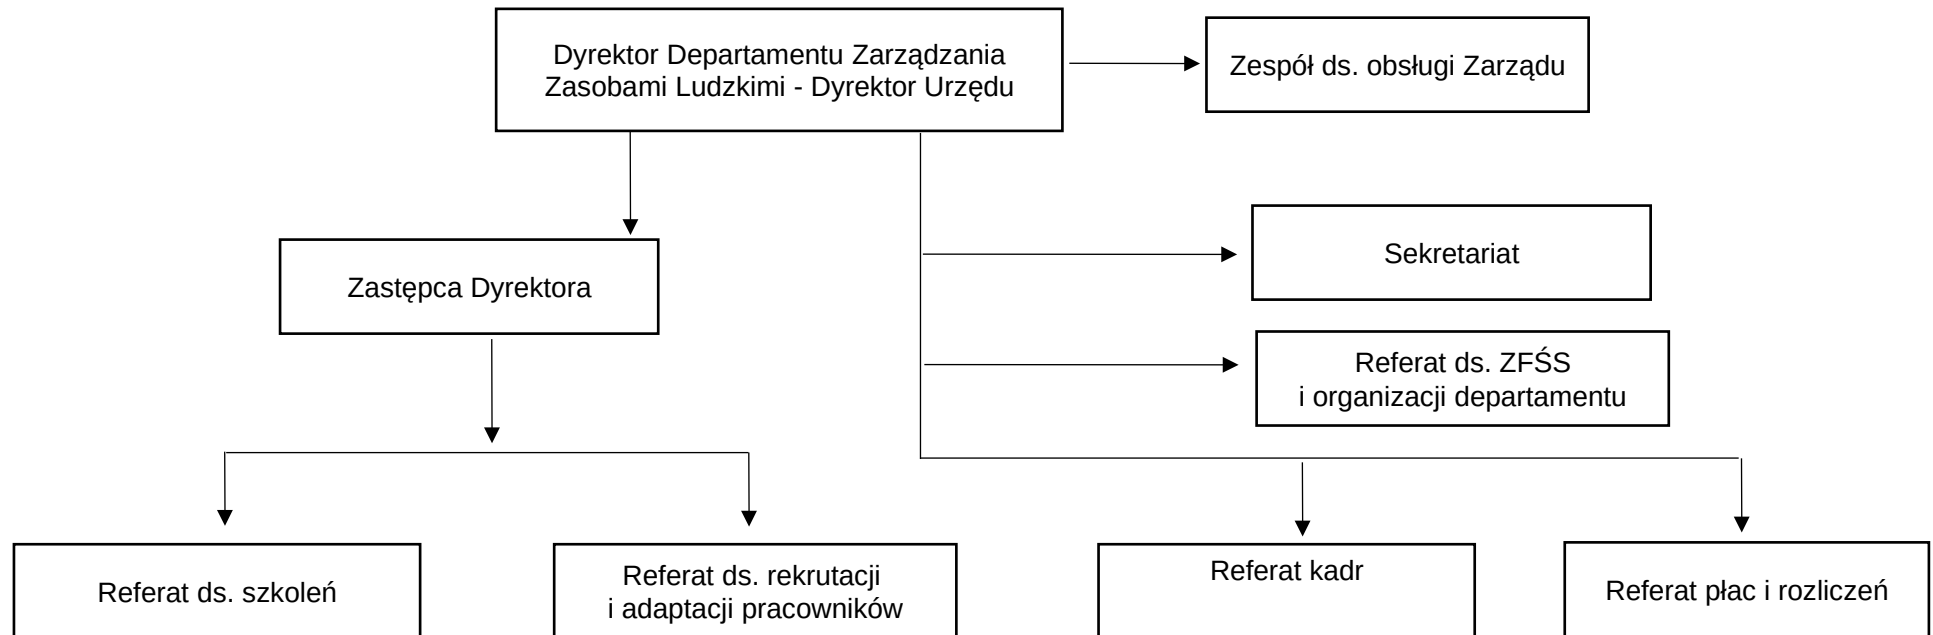 Dyrektor Departamentu Zarządzania
Zasobami Ludzkimi - Dyrektor Urzędu
Zespół ds. obsługi Zarządu
Sekretariat
Zastępca Dyrektora
Referat ds. ZFŚS
i organizacji departamentu
Referat ds. szkoleń
Referat ds. rekrutacji
i adaptacji pracowników
Referat kadr
Referat płac i rozliczeń